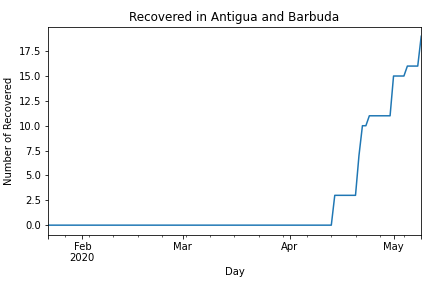 Recovered in Antigua and Barbuda
Number of Recovered
17.5
15.0
12.5
10.0
7.5
5.0
2.5
0.0
Feb Mar Apr May
2020
Day